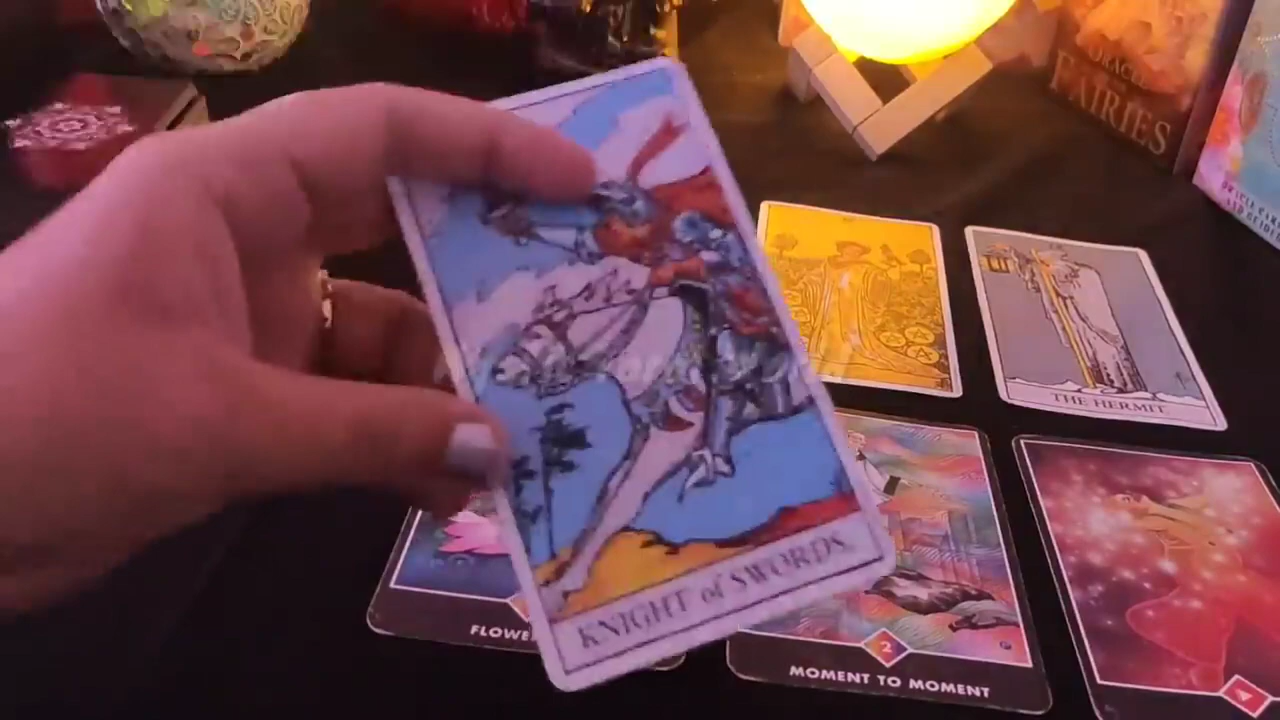 ORACLE
FAIRIES
THE HERMIT
KNIGHT of SWORDS
FLOWE
2
MOMENT TO MOMENT